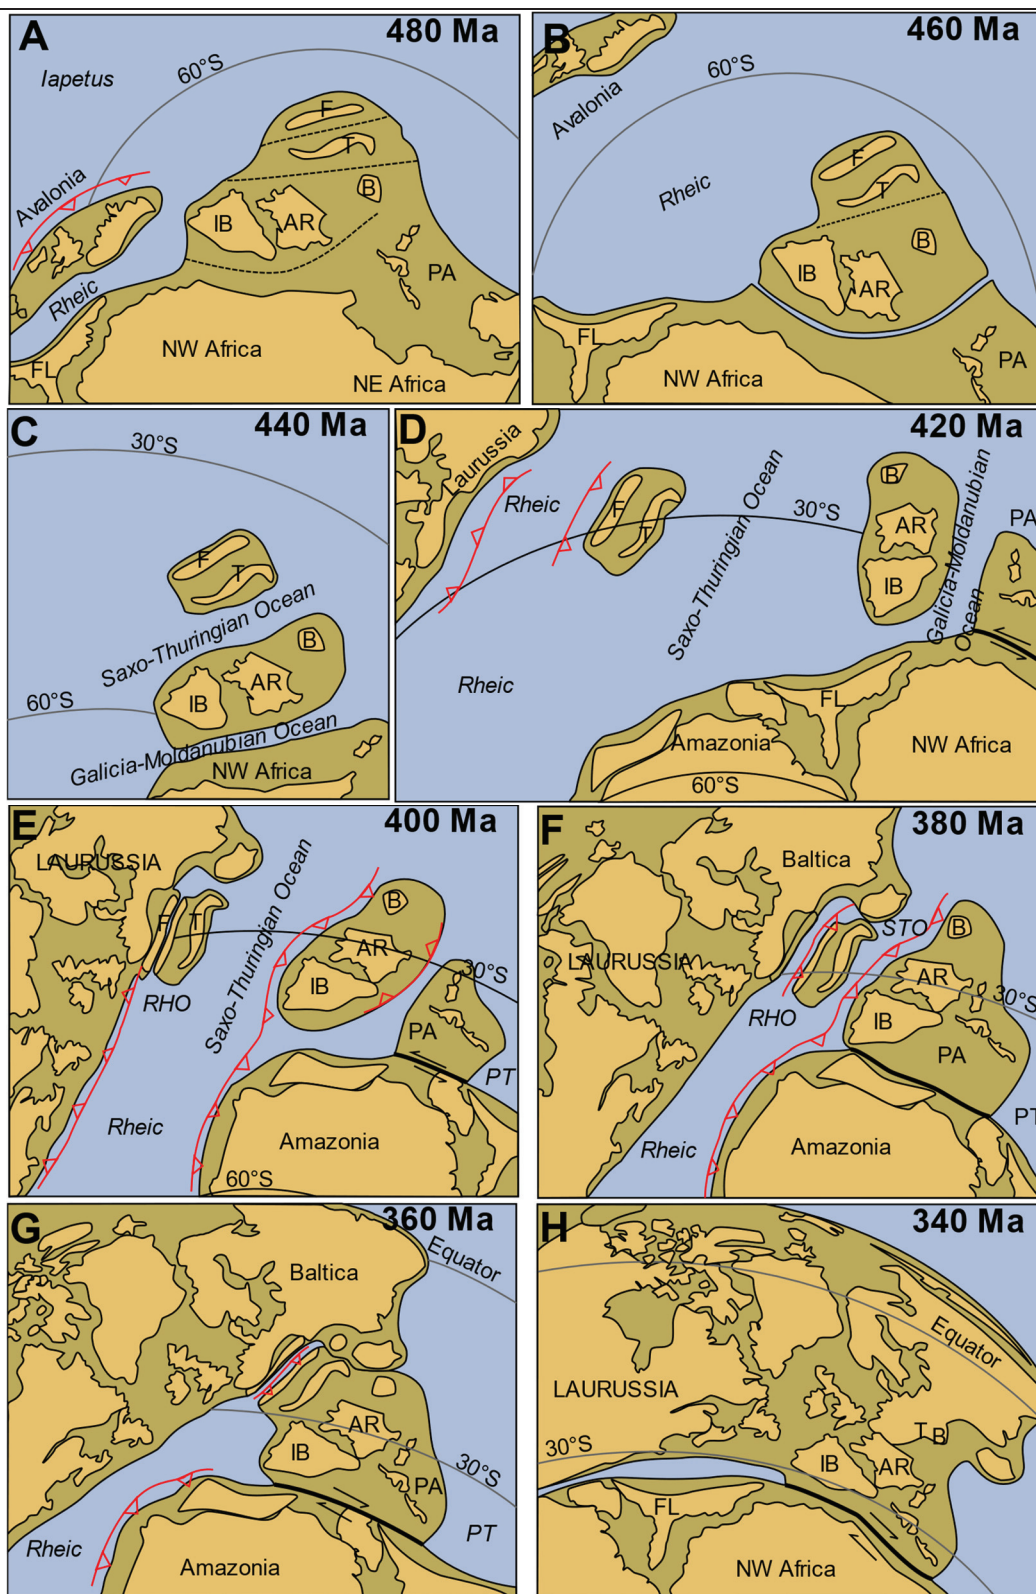 A
480 Ma
Iapetus
60°S
F
T
Avalonia
B
IB
AR
PA
Rheic
NW Africa
FL
NE Africa
B
460 Ma
60°S
Avalonia
F
Rheic
T
B
IB
AR
FL
PA
NW Africa
C
440 Ma
30°S
F
T
Saxo-Thuringian Ocean
B
AR
60°S
IB
Galicia-Moldanubian Ocean
NW Africa
D
420 Ma
Laurussia
Rheic
F
T
Saxo-Thuringian Ocean
30°S
B
AR
IB
Galicia-Moldanubian
Ocean
PA
Rheic
FL
Amazonia
NW Africa
60°S
E
400 Ma
LAURUSSIA
Saxo-Thuringian Ocean
B
F
T
AR
30°S
IB
RHO
PA
PT
Rheic
Amazonia
60°S
F
380 Ma
Baltica
STO
B
LAURUSSIA
AR
30°S
RHO
IB
PA
PT
Rheic
Amazonia
G
360 Ma
Equator
Baltica
AR
IB
30°S
PA
PT
Rheic
Amazonia
H
340 Ma
Equator
LAURUSSIA
T
B
30°S
IB
AR
FL
NW Africa